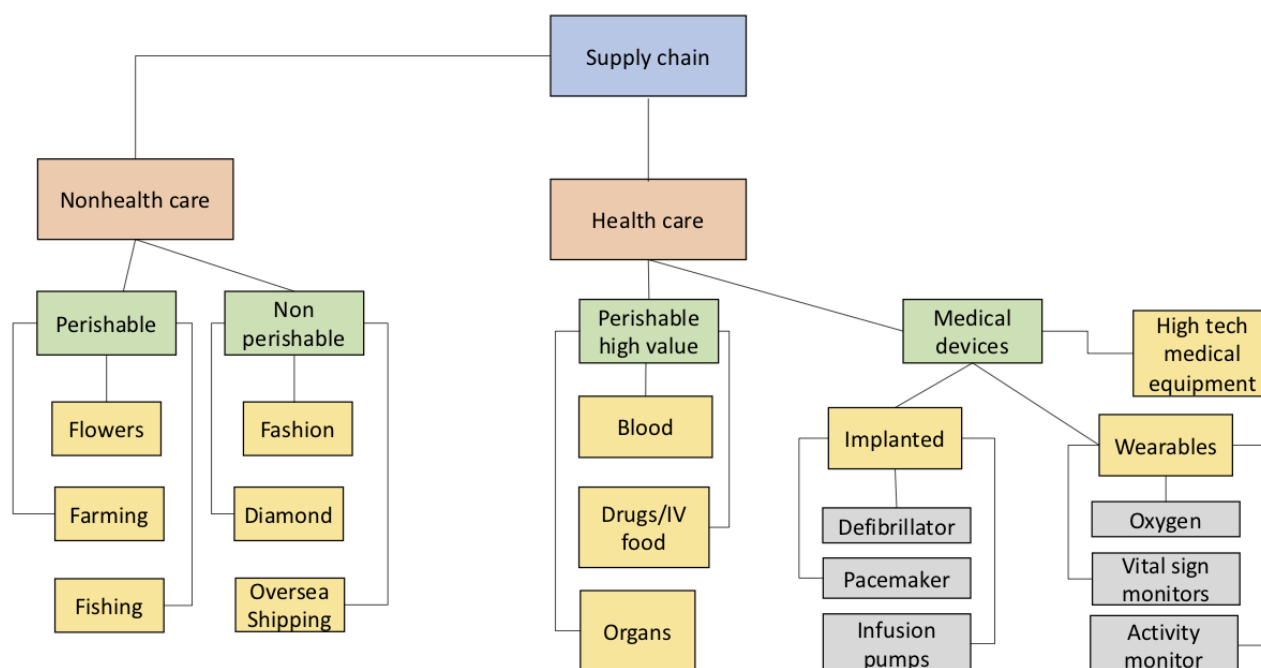 Supply chain
Nonhealth care
Health care
Perishable
Non
perishable
Perishable
high value
Medical
devices
High tech
medical
equipment
Flowers
Fashion
Blood
Implanted
Wearables
Farming
Diamond
Drugs/IV
food
Defibrillator
Oxygen
Pacemaker
Vital sign
monitors
Fishing
Oversea
Shipping
Organs
Infusion
pumps
Activity
monitor